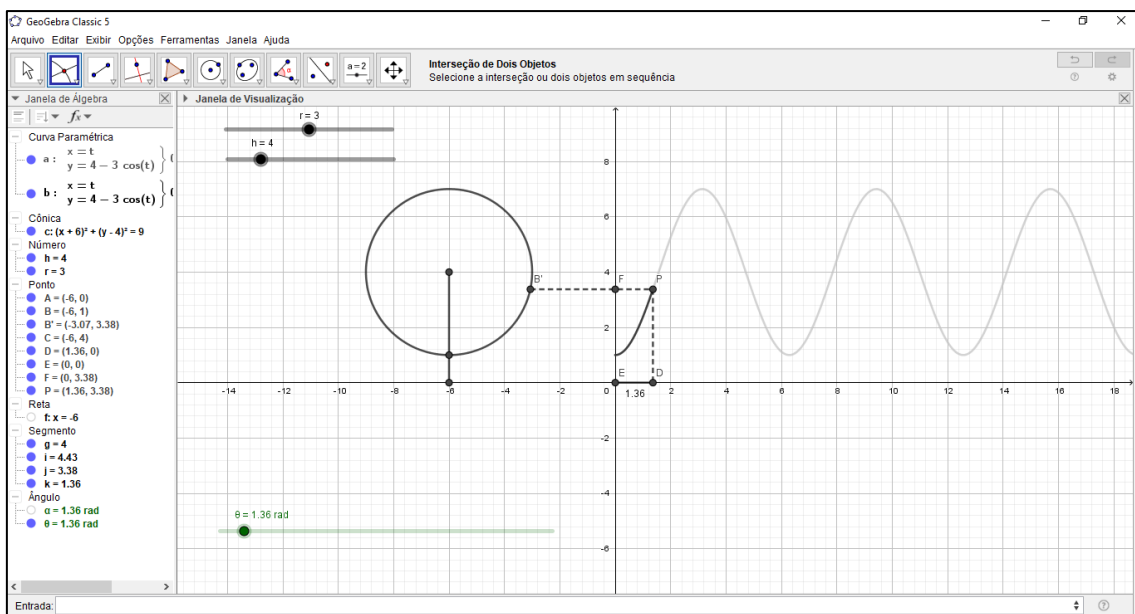 GeoGebra Classic 5
Arquivo Editar Exibir Opções Ferramentas Janela Ajuda
a = 2
Interseção de Dois Objetos
Selecione a interseção ou dois objetos em sequência
Janela de Álgebra
Janela de Visualização
fx
Curva Paramétrica
a : x = t
y = 4 − 3 cos(t)
b : x = t
y = 4 − 3 cos(t)
Cônica
c: (x + 6)² + (y - 4)² = 9
Número
h = 4
r = 3
Ponto
A = (-6, 0)
B = (-6, 1)
B' = (-3.07, 3.38)
C = (-6, 4)
D = (1.36, 0)
E = (0, 0)
F = (0, 3.38)
P = (1.36, 3.38)
Reta
f: x = -6
Segmento
g = 4
i = 4.43
j = 3.38
k = 1.36
Ângulo
α = 1.36 rad
θ = 1.36 rad
r = 3
h = 4
8
6
4
2
-2
-4
-6
B'
F
P
E
D
-14 -12 -10 -8 -6 -4 -2 0 2 4 6 8 10 12 14 16 18
1.36
θ = 1.36 rad
Entrada: